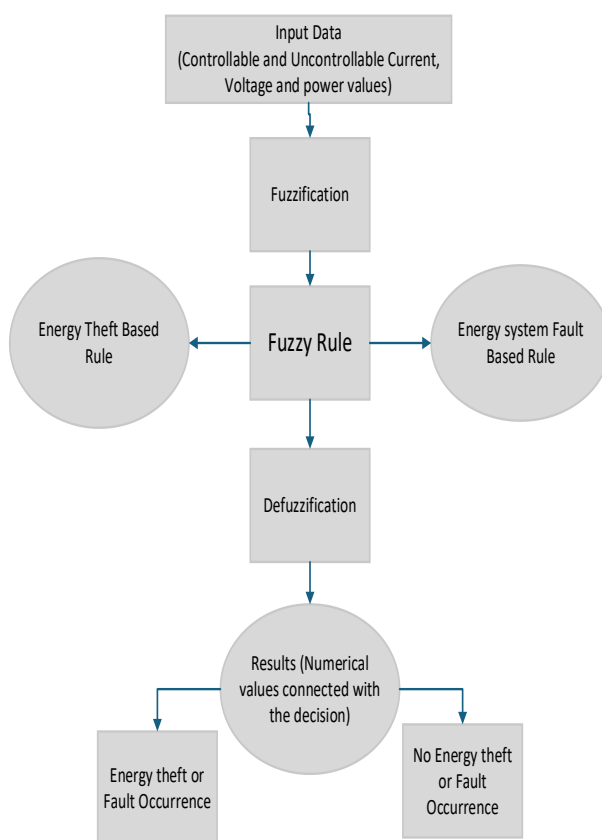 Input Data
(Controllable and Uncontrollable Current,
Voltage and power values)
Fuzzification
Energy Theft Based
Rule
Fuzzy Rule
Energy system Fault
Based Rule
Defuzzification
Results (Numerical
values connected with
the decision)
Energy theft or
Fault Occurrence
No Energy theft
or Fault
Occurrence